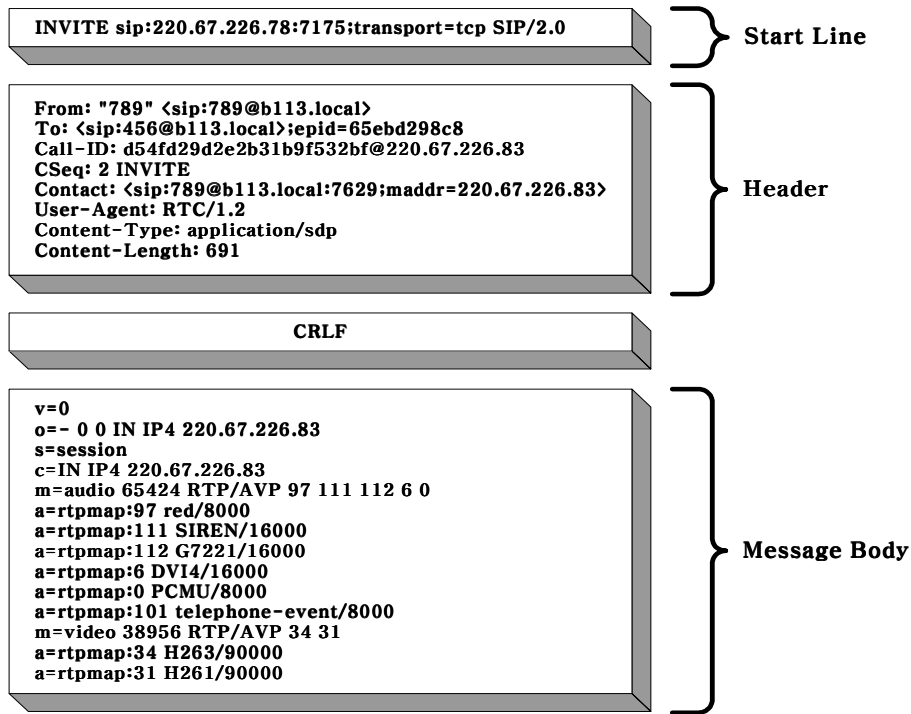 INVITE sip:220.67.226.78:7175;transport=tcp SIP/2.0
Start Line
From: "789" <sip:789@b113.local>
To: <sip:456@b113.local>;epid=65ebd298c8
Call-ID: d54fd29d2e2b31b9f532bf@220.67.226.83
CSeq: 2 INVITE
Contact: <sip:789@b113.local:7629;maddr=220.67.226.83>
User-Agent: RTC/1.2
Content-Type: application/sdp
Content-Length: 691
Header
CRLF
v=0
o=- 0 0 IN IP4 220.67.226.83
s=session
c=IN IP4 220.67.226.83
m=audio 65424 RTP/AVP 97 111 112 6 0
a=rtpmap:97 red/8000
a=rtpmap:111 SIREN/16000
a=rtpmap:112 G7221/16000
a=rtpmap:6 DVI4/16000
a=rtpmap:0 PCMU/8000
a=rtpmap:101 telephone-event/8000
m=video 38956 RTP/AVP 34 31
a=rtpmap:34 H263/90000
a=rtpmap:31 H261/90000
Message Body